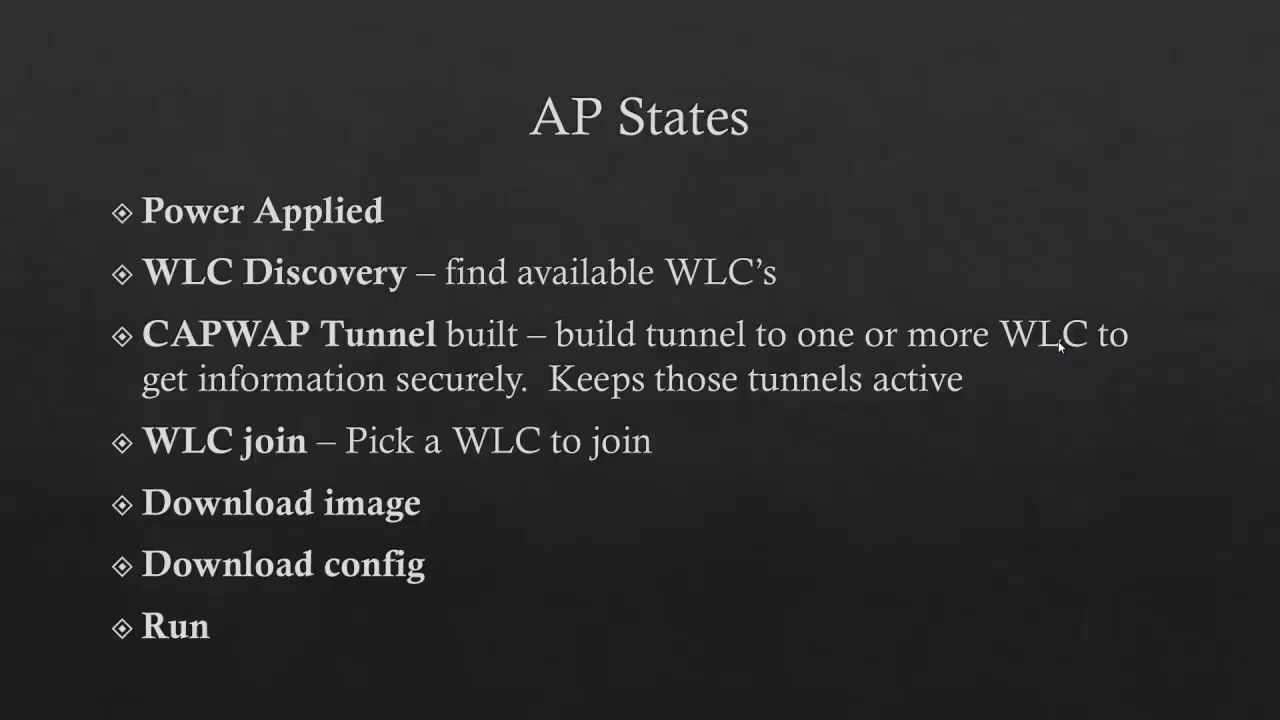 AP States
Power Applied
WLC Discovery – find available WLC’s
CAPWAP Tunnel built – build tunnel to one or more WLC to
get information securely.  Keeps those tunnels active
WLC join – Pick a WLC to join
Download image
Download config
Run